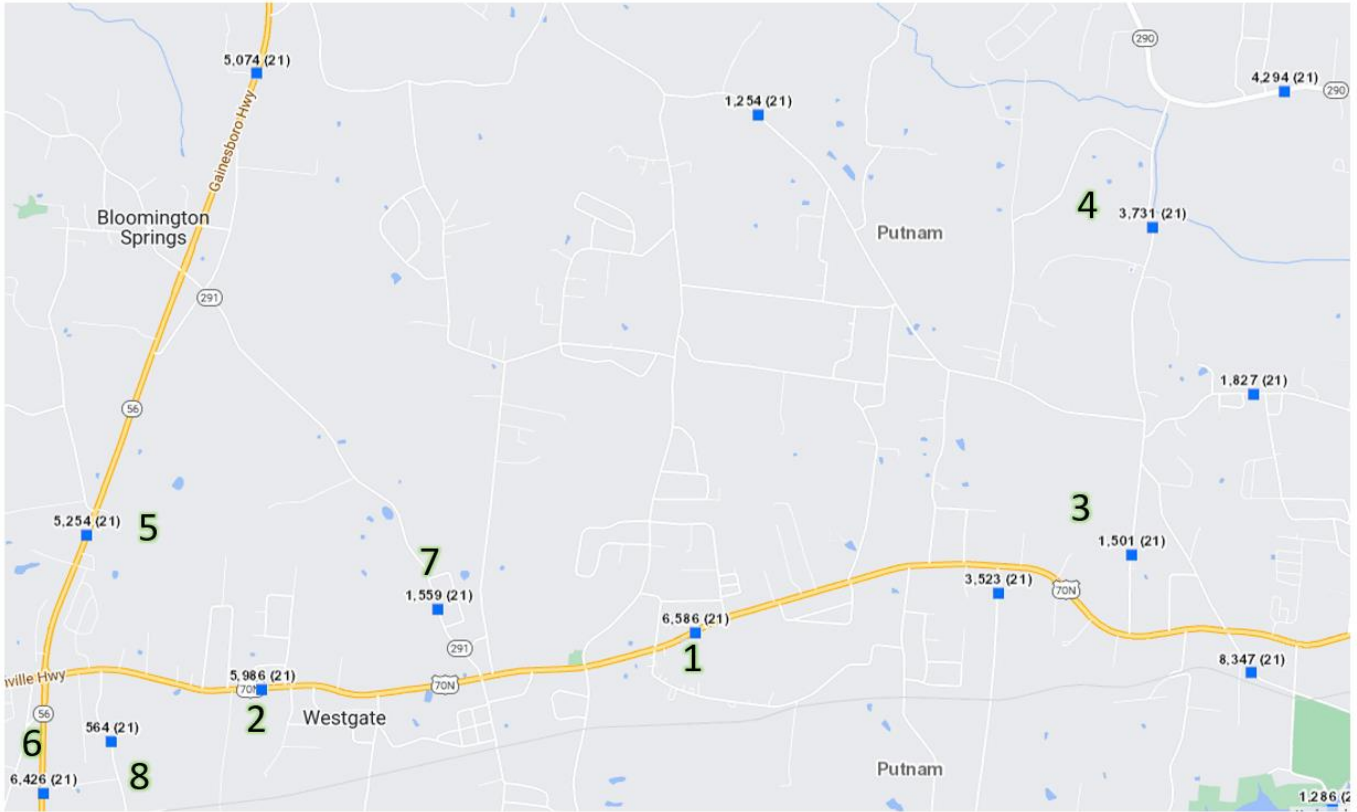 5,074 (21)
290
4,294 (21)
290
1,254 (21)
Gainesboro Hwy
4
3,731 (21)
Bloomington
Springs
Putnam
291
1,827 (21)
56
3
5,254 (21)
5
1,501 (21)
7
1,559 (21)
3,523 (21)
70N
6,586 (21)
291
1
8,347 (21)
nville Hwy
5,986 (21)
70N
70N
2
Westgate
56
564 (21)
6
8
6,426 (21)
Putnam
1,286 (2